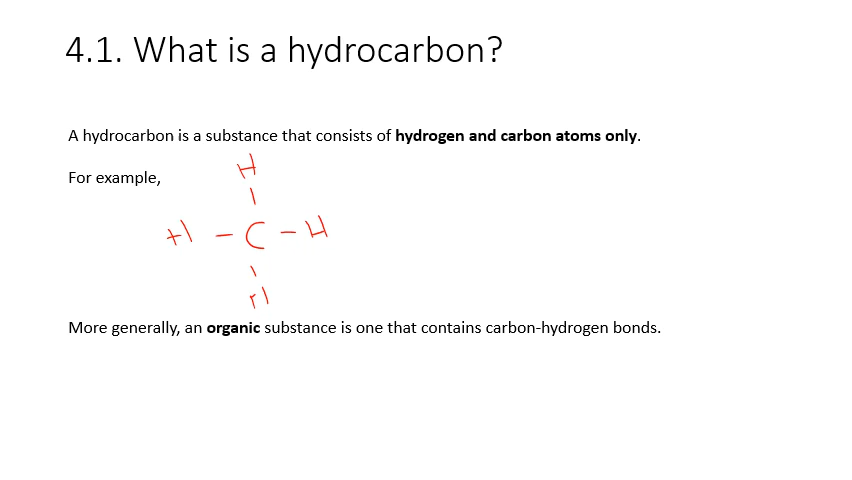 4.1. What is a hydrocarbon?
A hydrocarbon is a substance that consists of hydrogen and carbon atoms only.
For example,
H
H – C – H
H
More generally, an organic substance is one that contains carbon-hydrogen bonds.